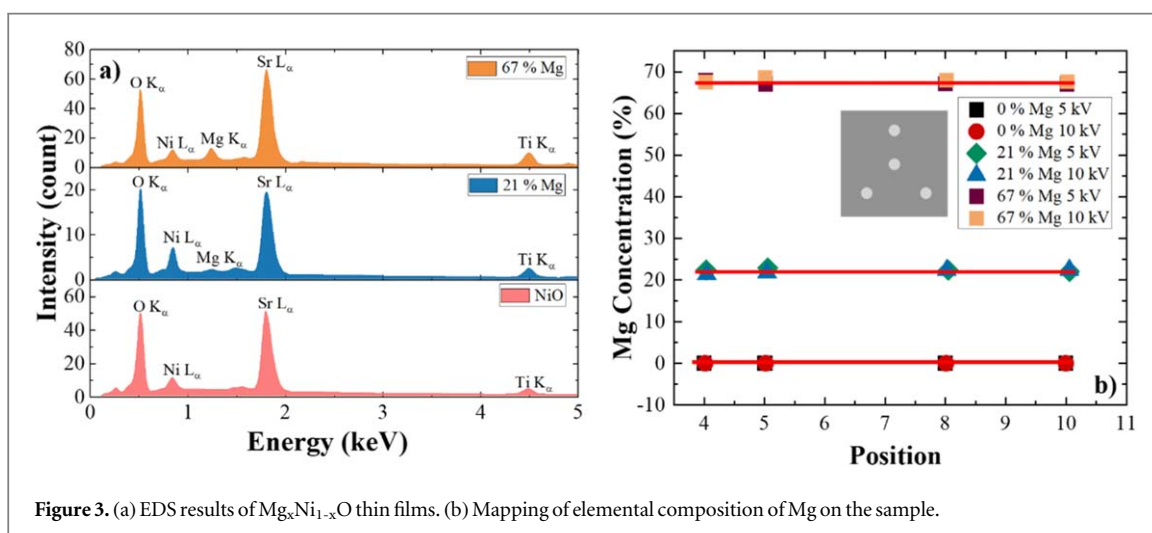 a)
80
60
40
20
0
O Kα
Ni Lα
Mg Kα
Sr Lα
Ti Kα
67 % Mg
20
10
0
O Kα
Ni Lα
Mg Kα
Sr Lα
Ti Kα
21 % Mg
60
40
20
0
O Kα
Ni Lα
Sr Lα
Ti Kα
NiO
0 1 2 3 4 5
Energy (keV)
Intensity (count)
70
60
50
40
30
20
10
0
-10
Mg Concentration (%)
0 % Mg 5 kV
0 % Mg 10 kV
21 % Mg 5 kV
21 % Mg 10 kV
67 % Mg 5 kV
67 % Mg 10 kV
b)
4 5 6 7 8 9 10 11
Position
Figure 3. (a) EDS results of MgxNi1-xO thin films. (b) Mapping of elemental composition of Mg on the sample.